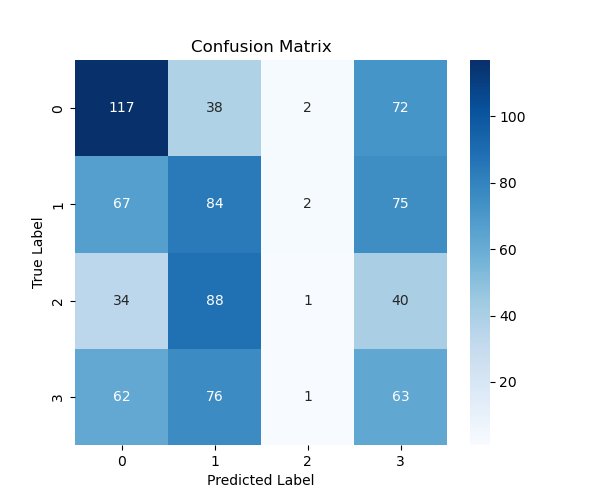 Confusion Matrix
0 117 38 2 72
1 67 84 2 75
2 34 88 1 40
3 62 76 1 63
0 1 2 3
True Label
Predicted Label
100
80
60
40
20